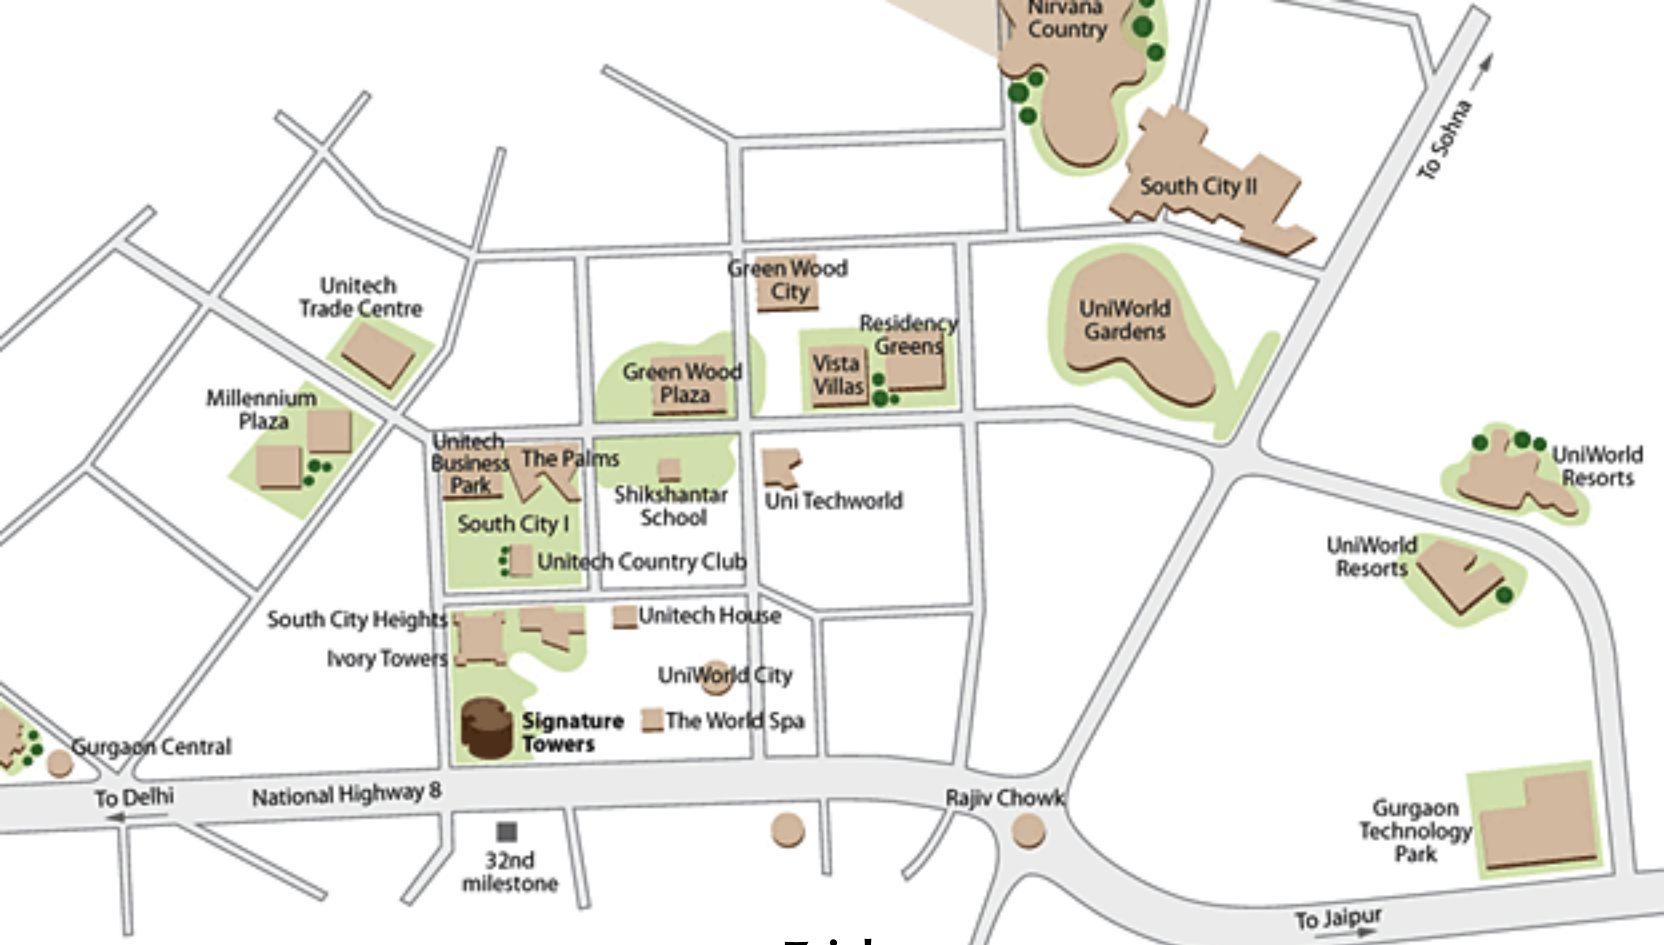 Nirvana
Country
To Sohna
South City II
Green Wood
City
Unitech
Trade Centre
UniWorld
Gardens
Residency
Greens
Vista
Villas
Green Wood
Plaza
Millennium
Plaza
Unitech
Business
Park
The Palms
UniWorld
Resorts
Shikshantar
School
Uni Techworld
South City I
UniWorld
Resorts
Unitech Country Club
South City Heights
Unitech House
Ivory Towers
UniWorld City
Signature
Towers
The World Spa
Gurgaon Central
To Delhi
National Highway 8
Rajiv Chowk
Gurgaon
Technology
Park
32nd
milestone
To Jaipur